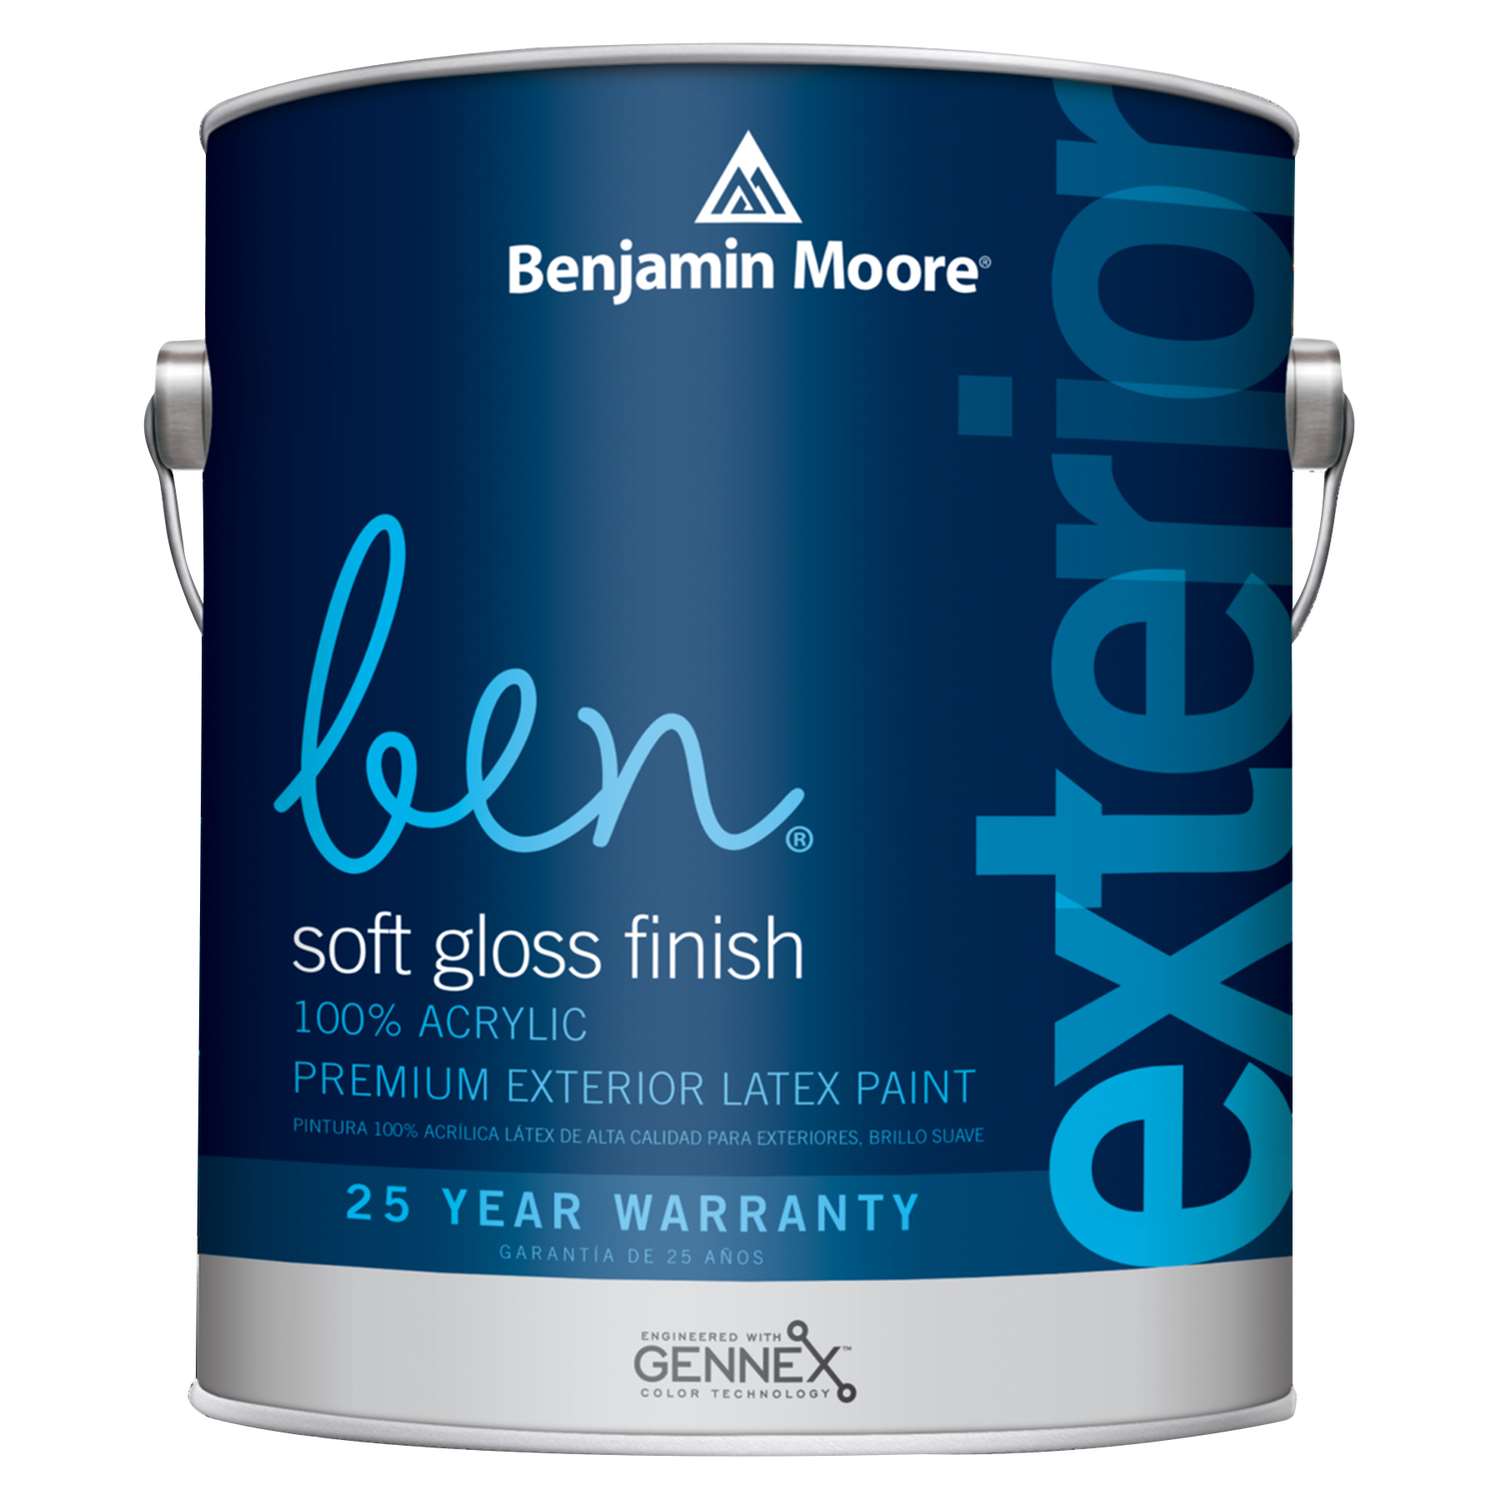 Benjamin Moore®
ben®
soft gloss finish
100% ACRYLIC
PREMIUM EXTERIOR LATEX PAINT
PINTURA 100% ACRÍLICA LÁTEX DE ALTA CALIDAD PARA EXTERIORES, BRILLO SUAVE
25 YEAR WARRANTY
GARANTÍA DE 25 AÑOS
exterior
ENGINEERED WITH
GENNEX™
COLOR TECHNOLOGY